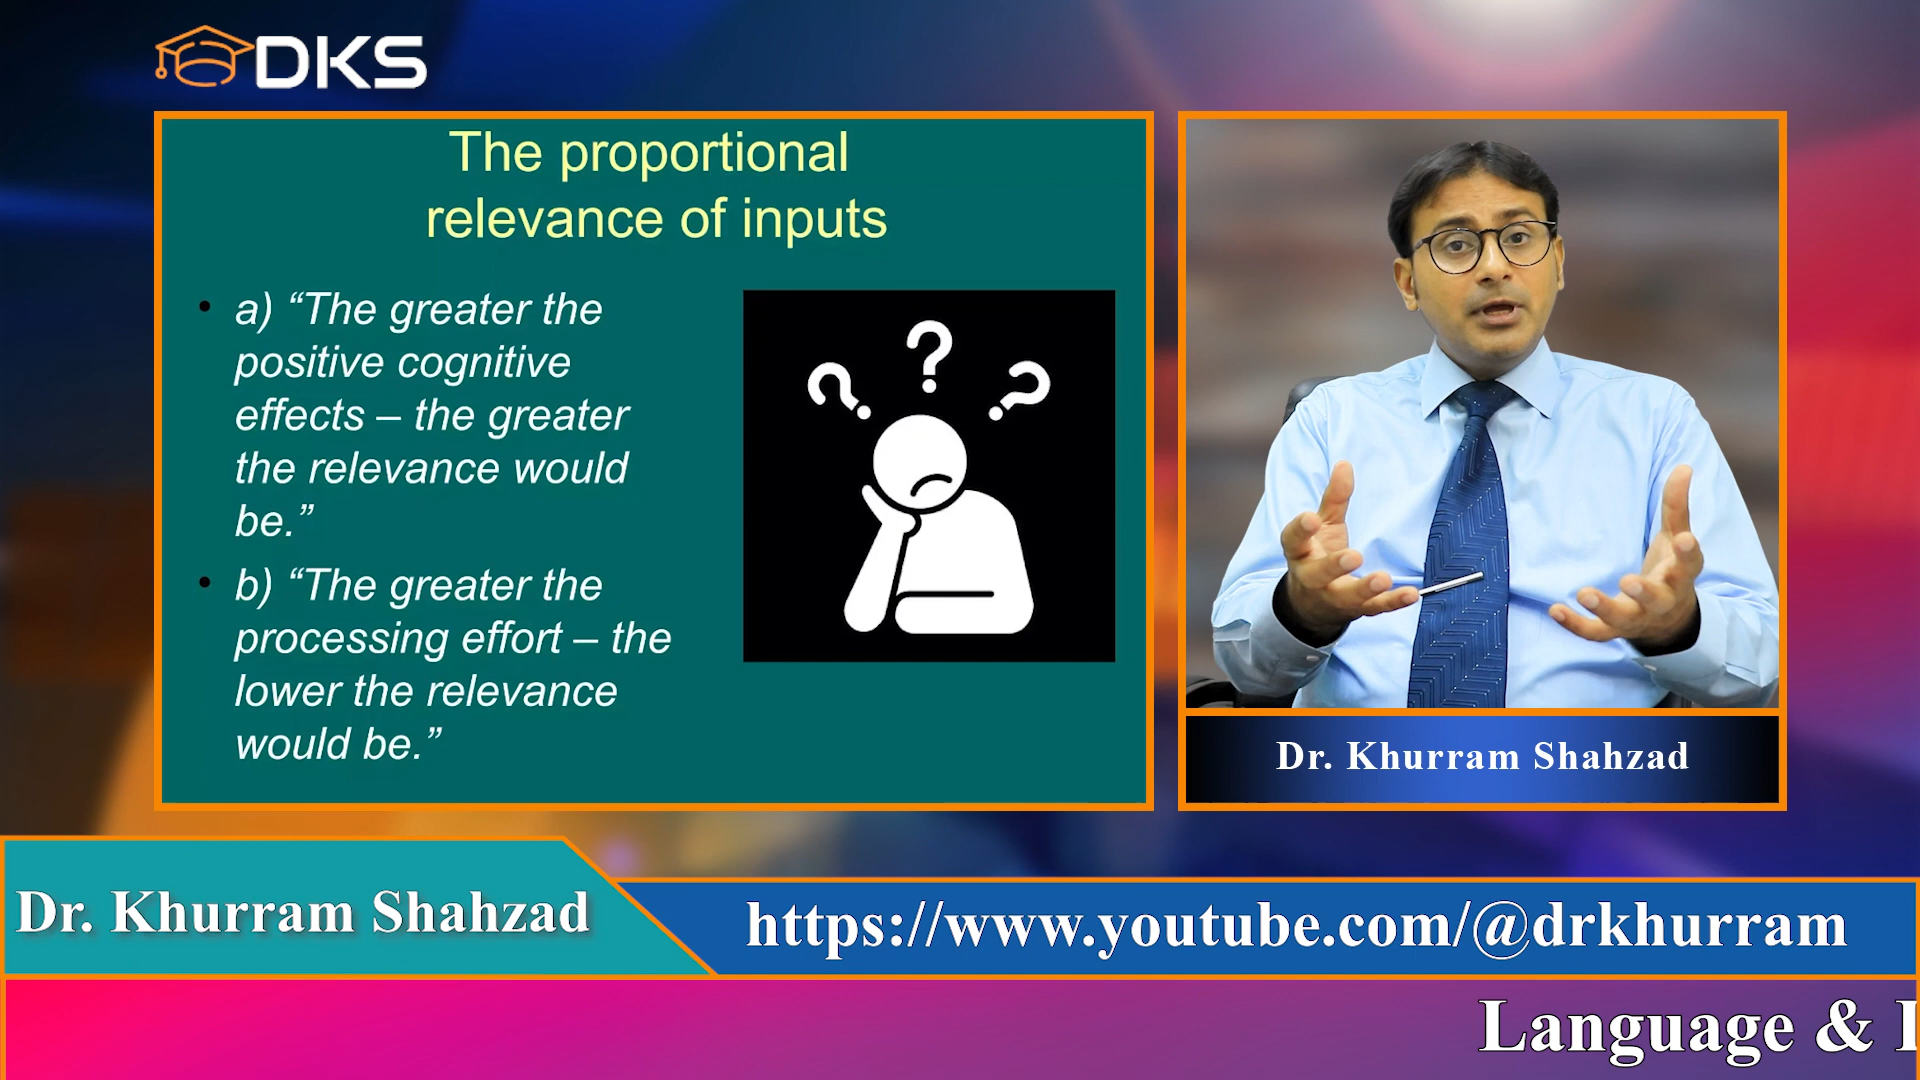 DKS
The proportional
relevance of inputs
• a) “The greater the
positive cognitive
effects – the greater
the relevance would
be.”
• b) “The greater the
processing effort – the
lower the relevance
would be.”
? ? ?
Dr. Khurram Shahzad
Dr. Khurram Shahzad
https://www.youtube.com/@drkhurram
Language &